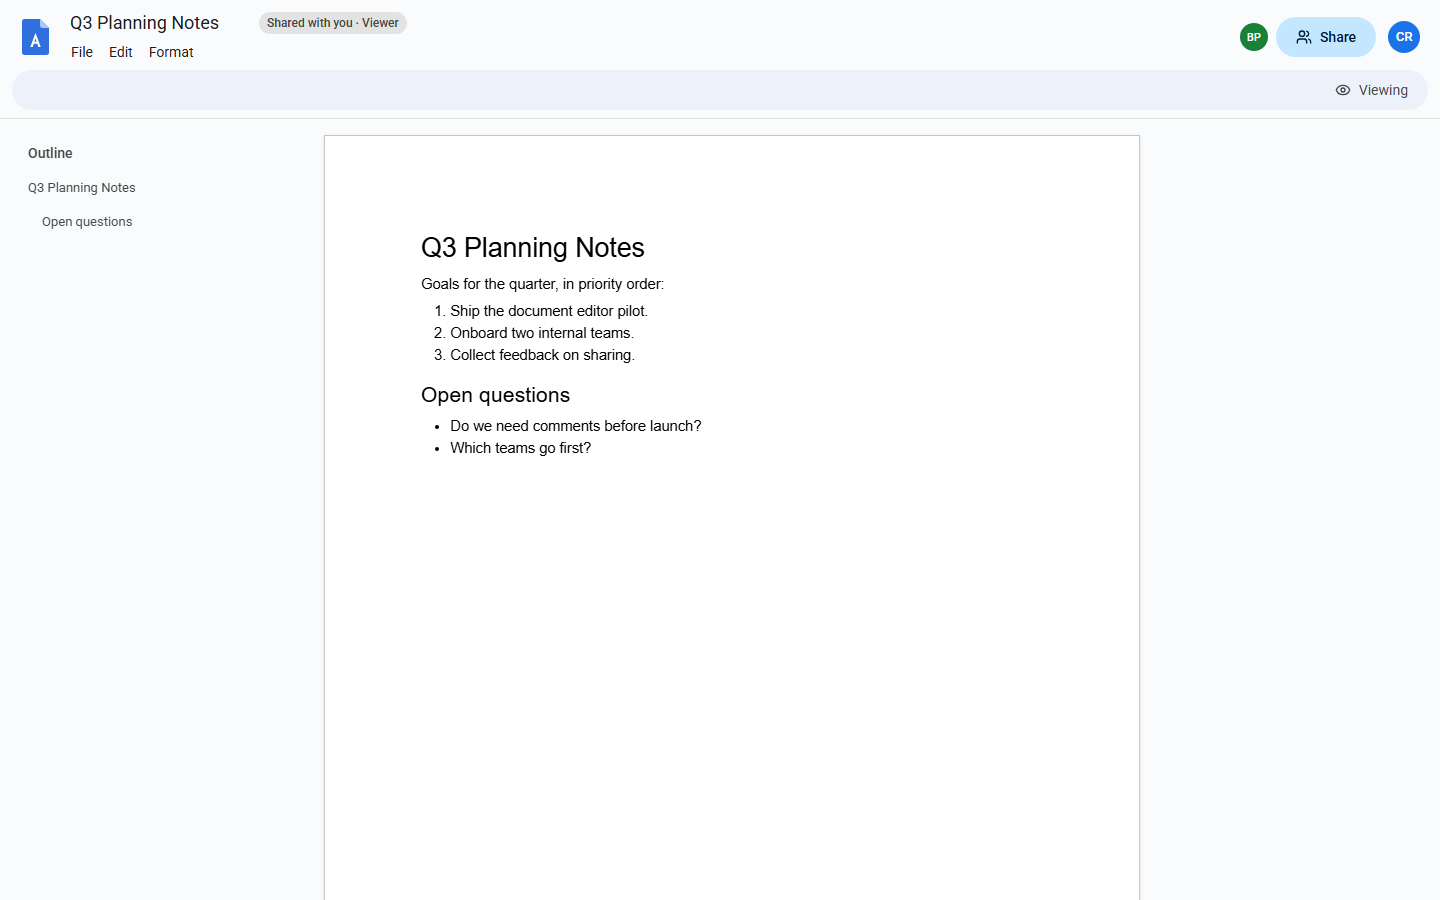 Q3 Planning Notes
Shared with you · Viewer
File Edit Format
BP
Share
CR
Viewing
Outline
Q3 Planning Notes
Open questions
Q3 Planning Notes
Goals for the quarter, in priority order:
1. Ship the document editor pilot.
2. Onboard two internal teams.
3. Collect feedback on sharing.
Open questions
• Do we need comments before launch?
• Which teams go first?